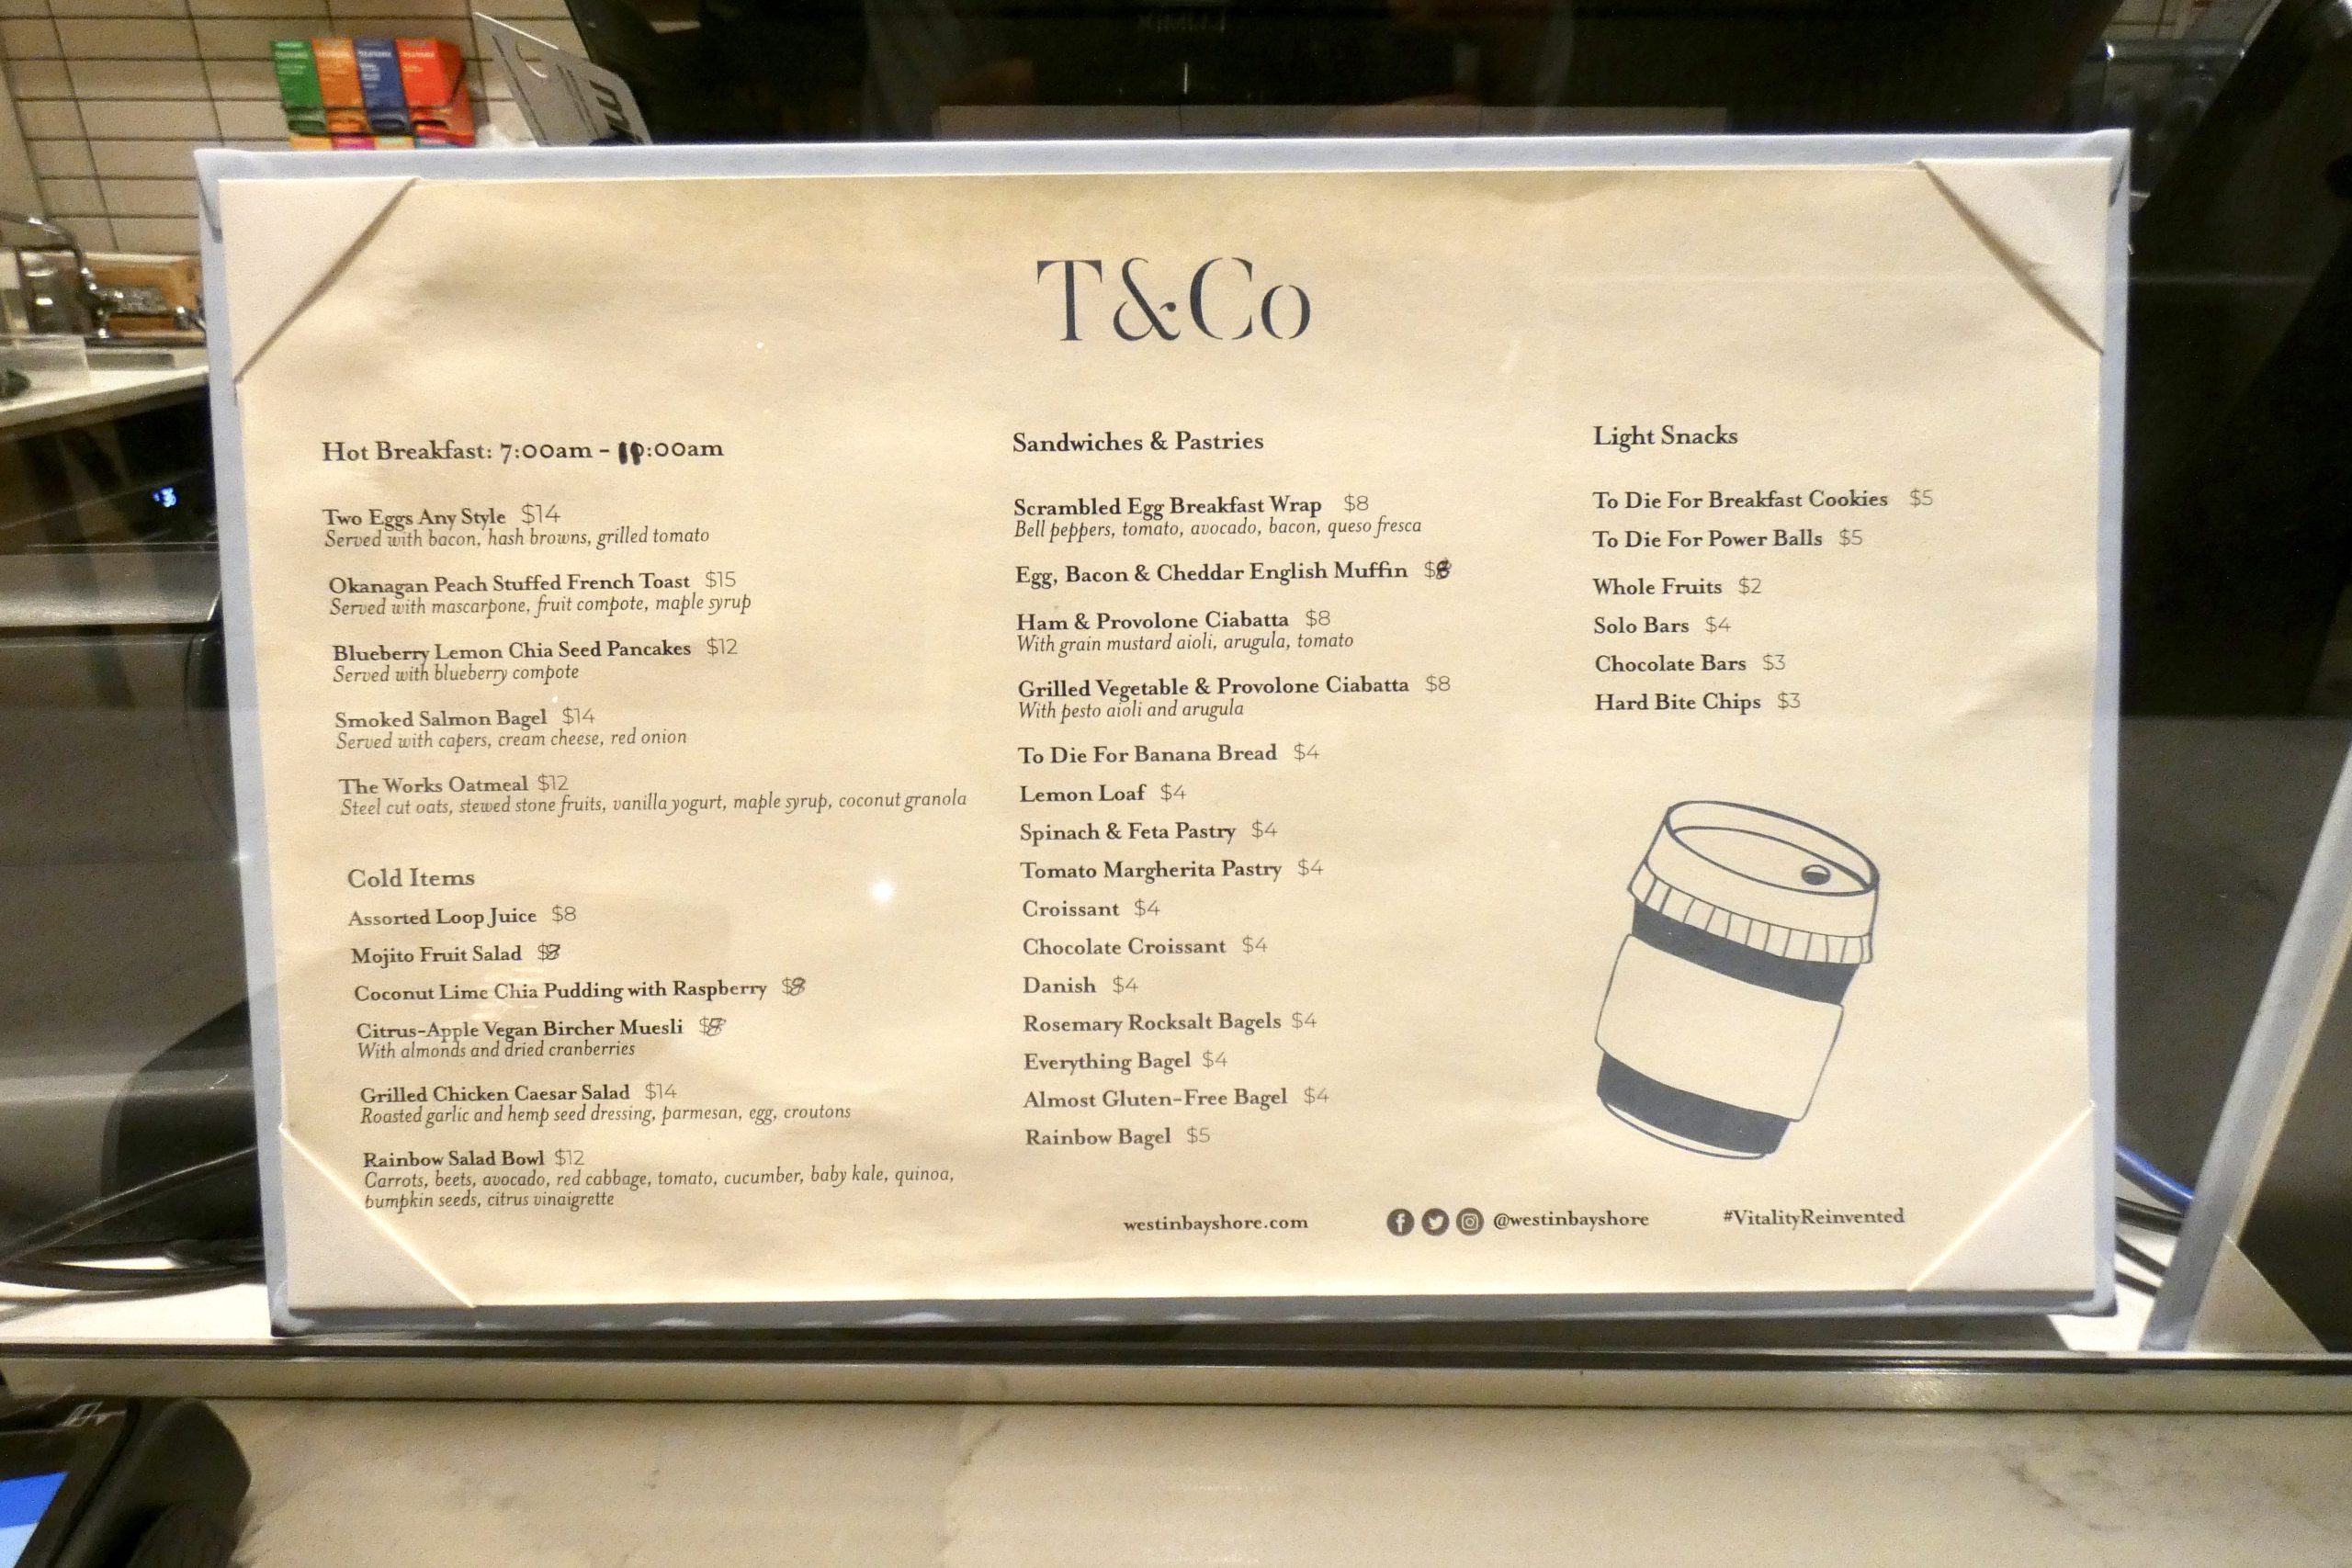 T&Co
Hot Breakfast: 7:00am - 11:00am
Two Eggs Any Style $14
Served with bacon, hash browns, grilled tomato
Okanagan Peach Stuffed French Toast $15
Served with mascarpone, fruit compote, maple syrup
Blueberry Lemon Chia Seed Pancakes $12
Served with blueberry compote
Smoked Salmon Bagel $14
Served with capers, cream cheese, red onion
The Works Oatmeal $12
Steel cut oats, stewed stone fruits, vanilla yogurt, maple syrup, coconut granola
Cold Items
Assorted Loop Juice $8
Mojito Fruit Salad
Coconut Lime Chia Pudding with Raspberry $8
Citrus-Apple Vegan Bircher Muesli
With almonds and dried cranberries
Grilled Chicken Caesar Salad $14
Roasted garlic and hemp seed dressing, parmesan, egg, croutons
Rainbow Salad Bowl $12
Carrots, beets, avocado, red cabbage, tomato, cucumber, baby kale, quinoa,
pumpkin seeds, citrus vinaigrette
Sandwiches & Pastries
Scrambled Egg Breakfast Wrap $8
Bell peppers, tomato, avocado, bacon, queso fresca
Egg, Bacon & Cheddar English Muffin $8
Ham & Provolone Ciabatta $8
With grain mustard aioli, arugula, tomato
Grilled Vegetable & Provolone Ciabatta $8
With pesto aioli and arugula
To Die For Banana Bread $4
Lemon Loaf $4
Spinach & Feta Pastry $4
Tomato Margherita Pastry $4
Croissant $4
Chocolate Croissant $4
Danish $4
Rosemary Rocksalt Bagels $4
Everything Bagel $4
Almost Gluten-Free Bagel $4
Rainbow Bagel $5
Light Snacks
To Die For Breakfast Cookies $5
To Die For Power Balls $5
Whole Fruits $2
Solo Bars $4
Chocolate Bars $3
Hard Bite Chips $3
westinbayshore.com
@westinbayshore
#VitalityReinvented